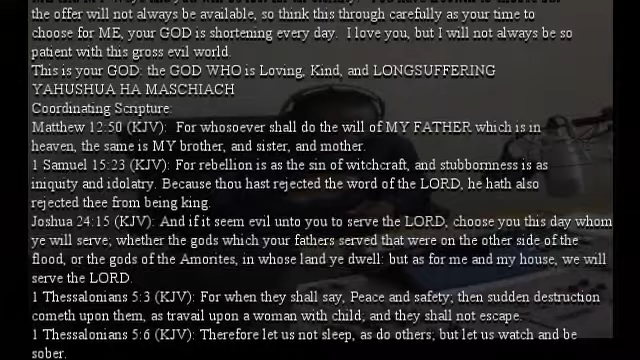 the offer will not always be available, so think this through carefully as your time to
choose for ME, your GOD is shortening every day.  I love you, but I will not always be so
patient with this gross evil world.
This is your GOD: the GOD WHO is Loving, Kind, and LONGSUFFERING
YAHUSHUA HA MASCHIACH
Coordinating Scripture:
Matthew 12:50 (KJV):  For whosoever shall do the will of MY FATHER which is in
heaven, the same is MY brother, and sister, and mother.
1 Samuel 15:23 (KJV): For rebellion is as the sin of witchcraft, and stubbornness is as
iniquity and idolatry. Because thou hast rejected the word of the LORD, he hath also
rejected thee from being king.
Joshua 24:15 (KJV): And if it seem evil unto you to serve the LORD, choose you this day whom
ye will serve; whether the gods which your fathers served that were on the other side of the
flood, or the gods of the Amorites, in whose land ye dwell: but as for me and my house, we will
serve the LORD.
1 Thessalonians 5:3 (KJV): For when they shall say, Peace and safety; then sudden destruction
cometh upon them, as travail upon a woman with child; and they shall not escape.
1 Thessalonians 5:6 (KJV): Therefore let us not sleep, as do others; but let us watch and be
sober.